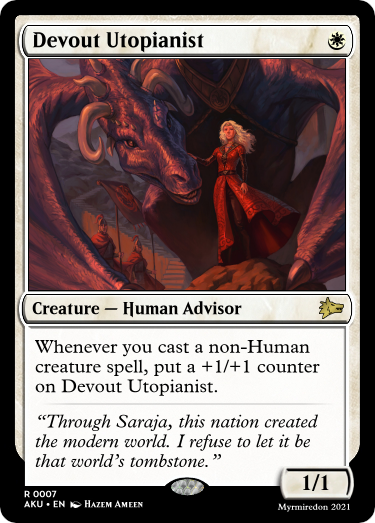 Devout Utopianist
Creature — Human Advisor
Whenever you cast a non-Human
creature spell, put a +1/+1 counter
on Devout Utopianist.
“Through Saraja, this nation created
the modern world. I refuse to let it be
that world’s tombstone.”
1/1
R 0007
AKU • EN Hazem Ameen
Myrmiredon 2021